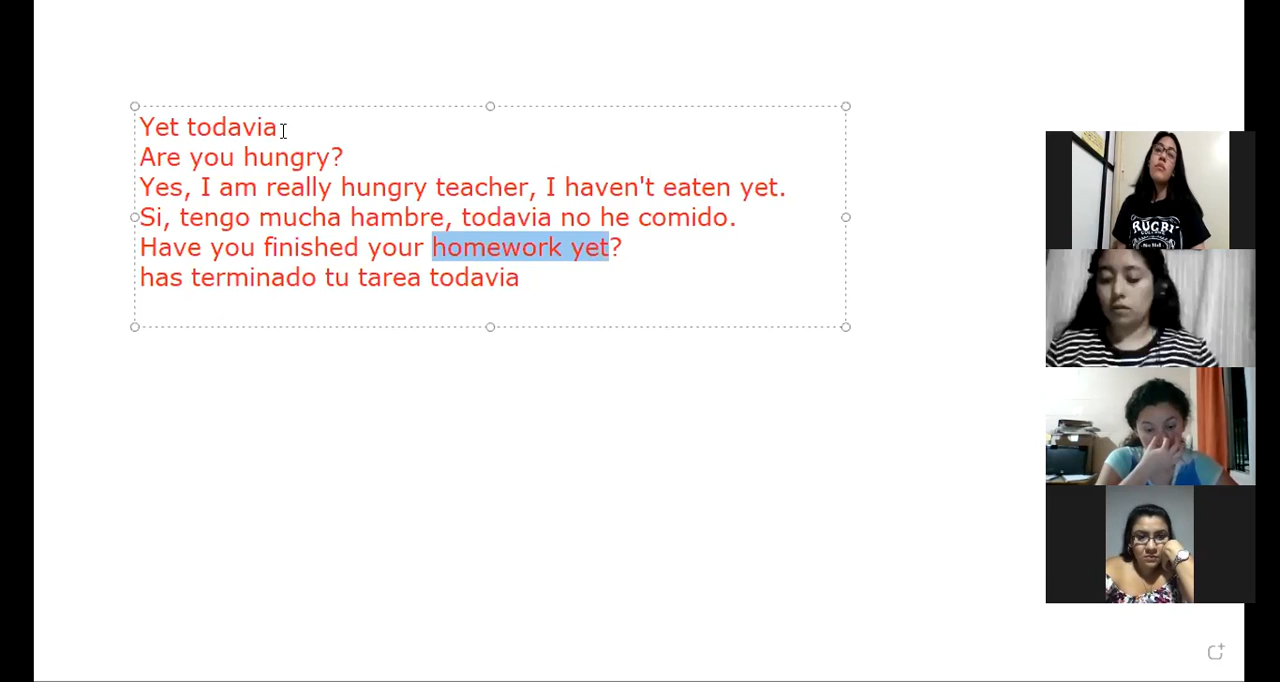 Yet todavia
Are you hungry?
Yes, I am really hungry teacher, I haven't eaten yet.
Si, tengo mucha hambre, todavia no he comido.
Have you finished your homework yet?
has terminado tu tarea todavia
RUGBY